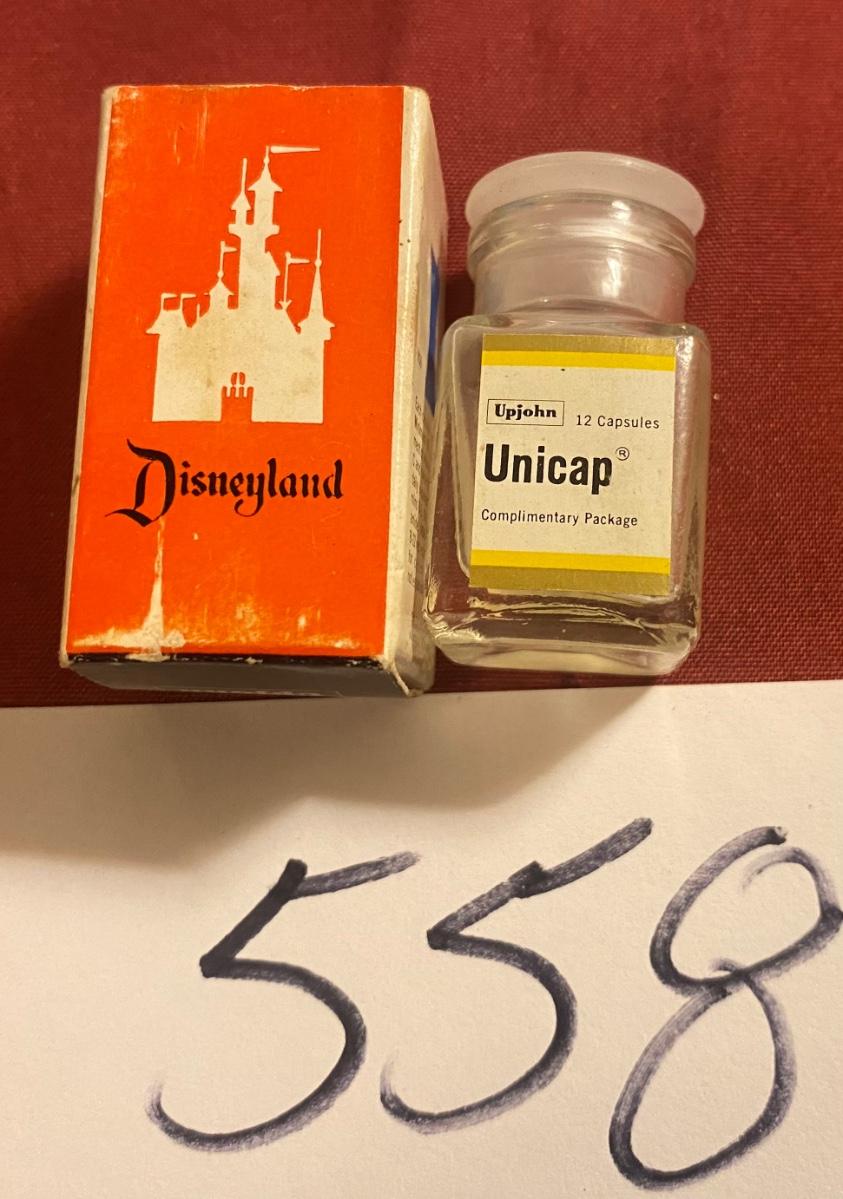 Disneyland
Upjohn 12 Capsules
Unicap®
Complimentary Package
558